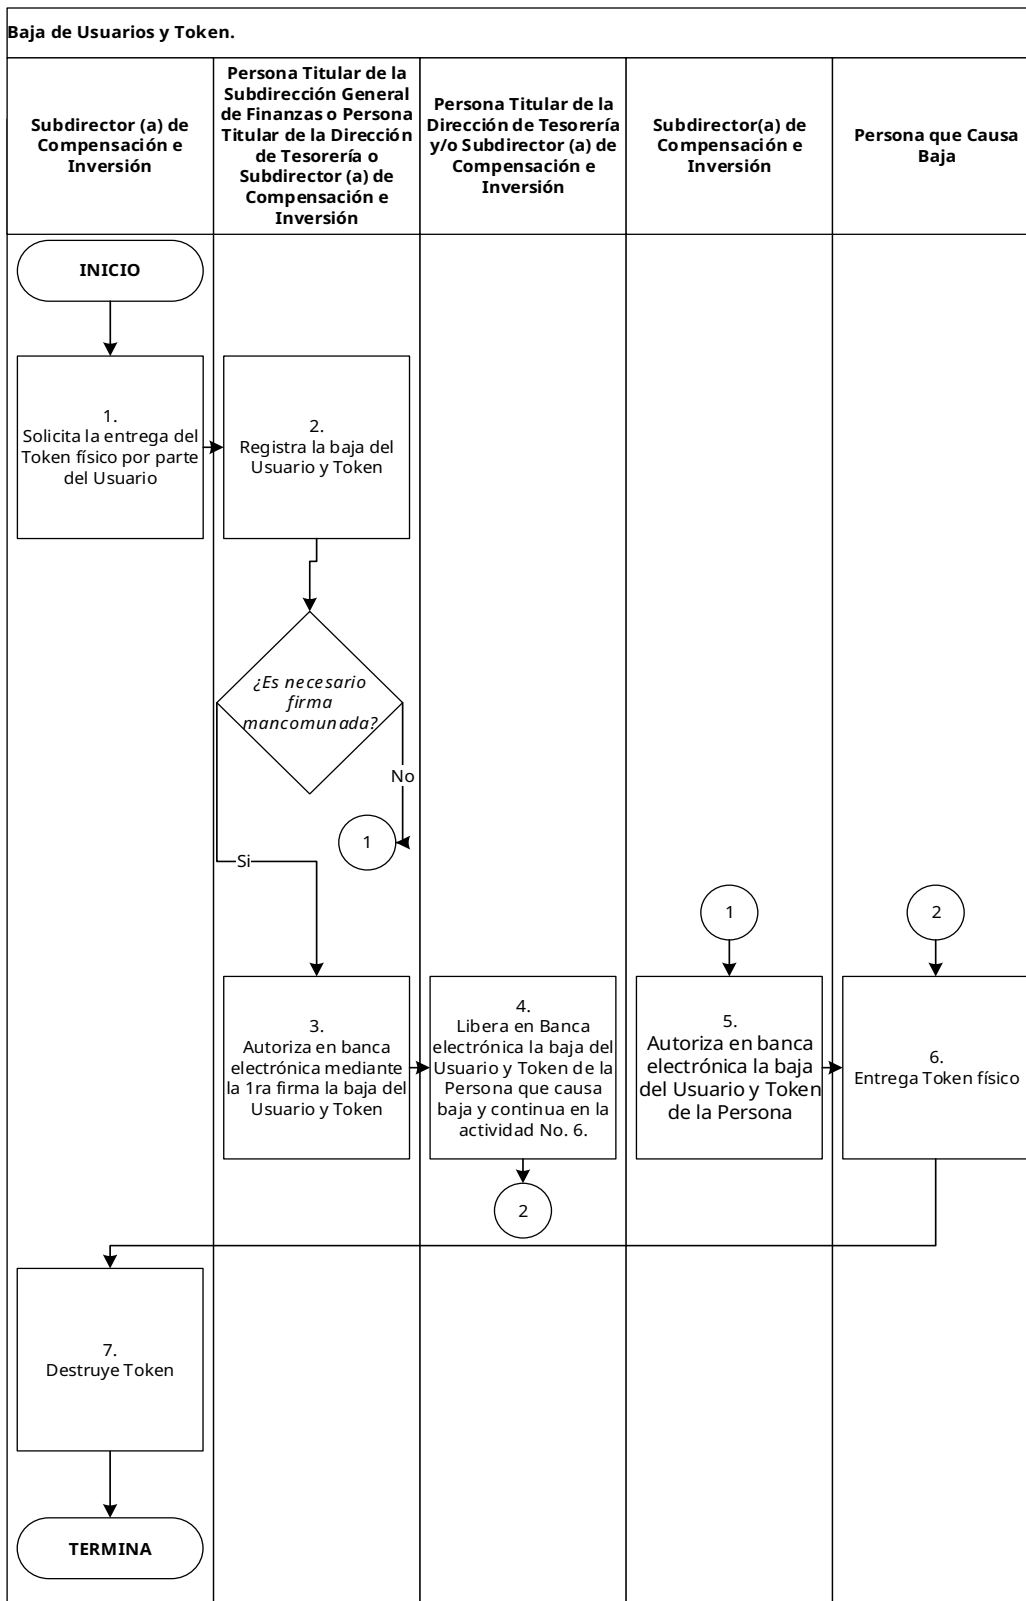 Baja de Usuarios y Token.
Subdirector (a) de
Compensación e
Inversión
Persona Titular de la
Subdirección General
de Finanzas o Persona
Titular de la Dirección
de Tesorería o
Subdirector (a) de
Compensación e
Inversión
Persona Titular de la
Dirección de Tesorería
y/o Subdirector (a) de
Compensación e
Inversión
Subdirector(a) de
Compensación e
Inversión
Persona que Causa
Baja
INICIO
1.
Solicita la entrega del
Token físico por parte
del Usuario
2.
Registra la baja del
Usuario y Token
¿Es necesario
firma
mancomunada?
No
1
Si
1
2
3.
Autoriza en banca
electrónica mediante
la 1ra firma la baja del
Usuario y Token
4.
Libera en Banca
electrónica la baja del
Usuario y Token de la
Persona que causa
baja y continua en la
actividad No. 6.
5.
Autoriza en banca
electrónica la baja
del Usuario y Token
de la Persona
6.
Entrega Token físico
2
7.
Destruye Token
TERMINA